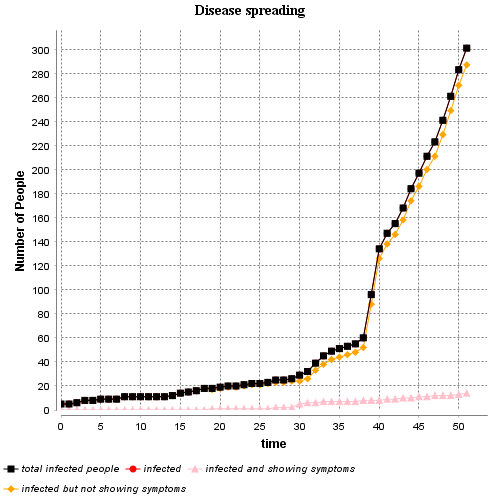 Disease spreading
Number of People
300
280
260
240
220
200
180
160
140
120
100
80
60
40
20
0
0 5 10 15 20 25 30 35 40 45 50
time
total infected people infected infected and showing symptoms
infected but not showing symptoms